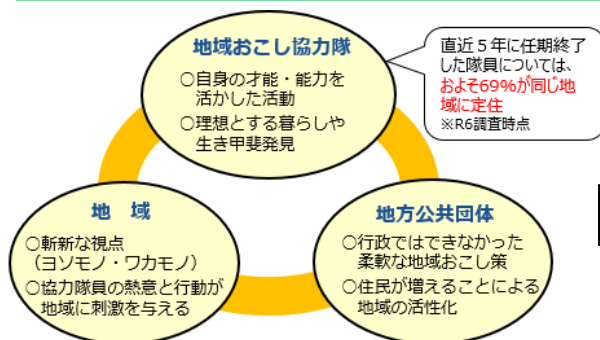 地域おこし協力隊
○自身の才能・能力を
活かした活動
○理想とする暮らしや
生き甲斐発見
直近５年に任期終了
した隊員については、
およそ69%が同じ地
域に定住
※R6調査時点
地　域
○斬新な視点
（ヨソモノ・ワカモノ）
○協力隊員の熱意と行動が
地域に刺激を与える
地方公共団体
○行政ではできなかった
柔軟な地域おこし策
○住民が増えることによる
地域の活性化